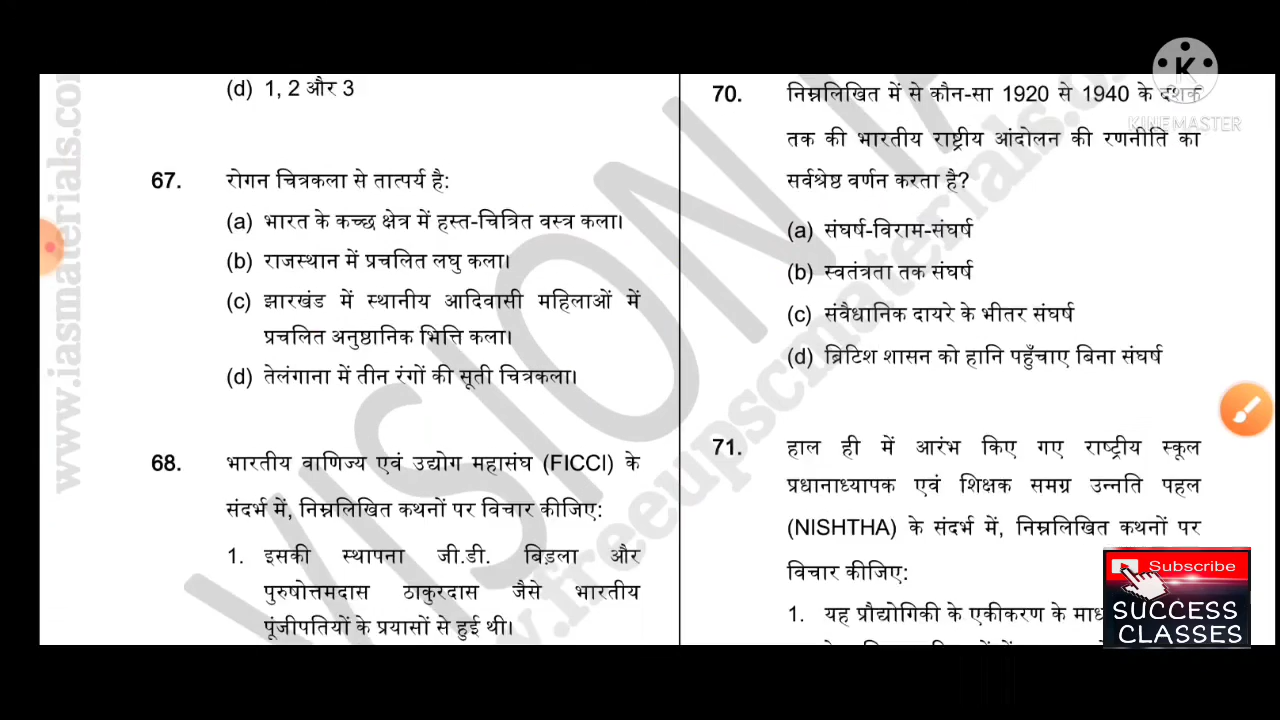 (d) 1, 2 और 3
67. रोगन चित्रकला से तात्पर्य है:
(a) भारत के कच्छ क्षेत्र में हस्त-चित्रित वस्त्र कला।
(b) राजस्थान में प्रचलित लघु कला।
(c) झारखंड में स्थानीय आदिवासी महिलाओं में
प्रचलित अनुष्ठानिक भित्ति कला।
(d) तेलंगाना में तीन रंगों की सूती चित्रकला।
68. भारतीय वाणिज्य एवं उद्योग महासंघ (FICCI) के
संदर्भ में, निम्नलिखित कथनों पर विचार कीजिए:
1. इसकी स्थापना जी.डी. बिड़ला और
पुरुषोत्तमदास ठाकुरदास जैसे भारतीय
पूंजीपतियों के प्रयासों से हुई थी।
70. निम्नलिखित में से कौन-सा 1920 से 1940 के दशक
तक की भारतीय राष्ट्रीय आंदोलन की रणनीति का
सर्वश्रेष्ठ वर्णन करता है?
(a) संघर्ष-विराम-संघर्ष
(b) स्वतंत्रता तक संघर्ष
(c) संवैधानिक दायरे के भीतर संघर्ष
(d) ब्रिटिश शासन को हानि पहुँचाए बिना संघर्ष
71. हाल ही में आरंभ किए गए राष्ट्रीय स्कूल
प्रधानाध्यापक एवं शिक्षक समग्र उन्नति पहल
(NISHTHA) के संदर्भ में, निम्नलिखित कथनों पर
विचार कीजिए:
1. यह प्रौद्योगिकी के एकीकरण के
K
KINEMASTER
Subscribe
SUCCESS
CLASSES
VISION
www.iasmaterials.co
www.freeupscmaterials.o